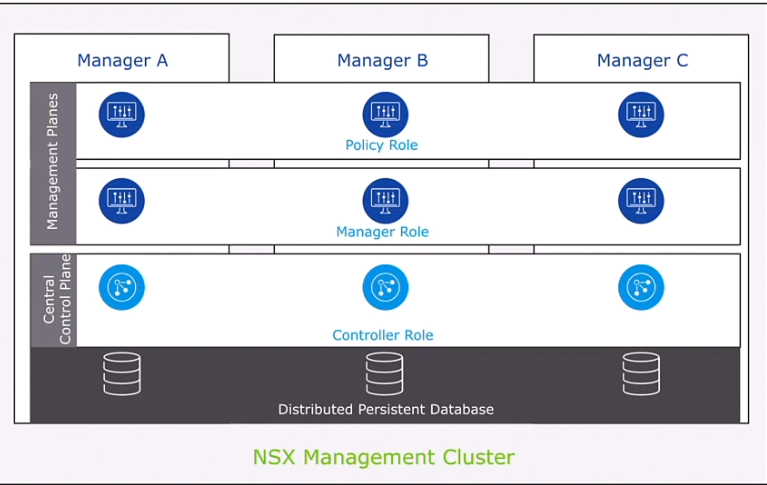 Manager A
Manager B
Manager C
Management Planes
Policy Role
Manager Role
Central
Control Plane
Controller Role
Distributed Persistent Database
NSX Management Cluster